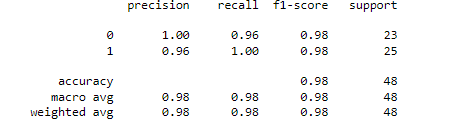 precision recall f1-score support
0 1.00 0.96 0.98 23
1 0.96 1.00 0.98 25
accuracy 0.98 48
macro avg 0.98 0.98 0.98 48
weighted avg 0.98 0.98 0.98 48